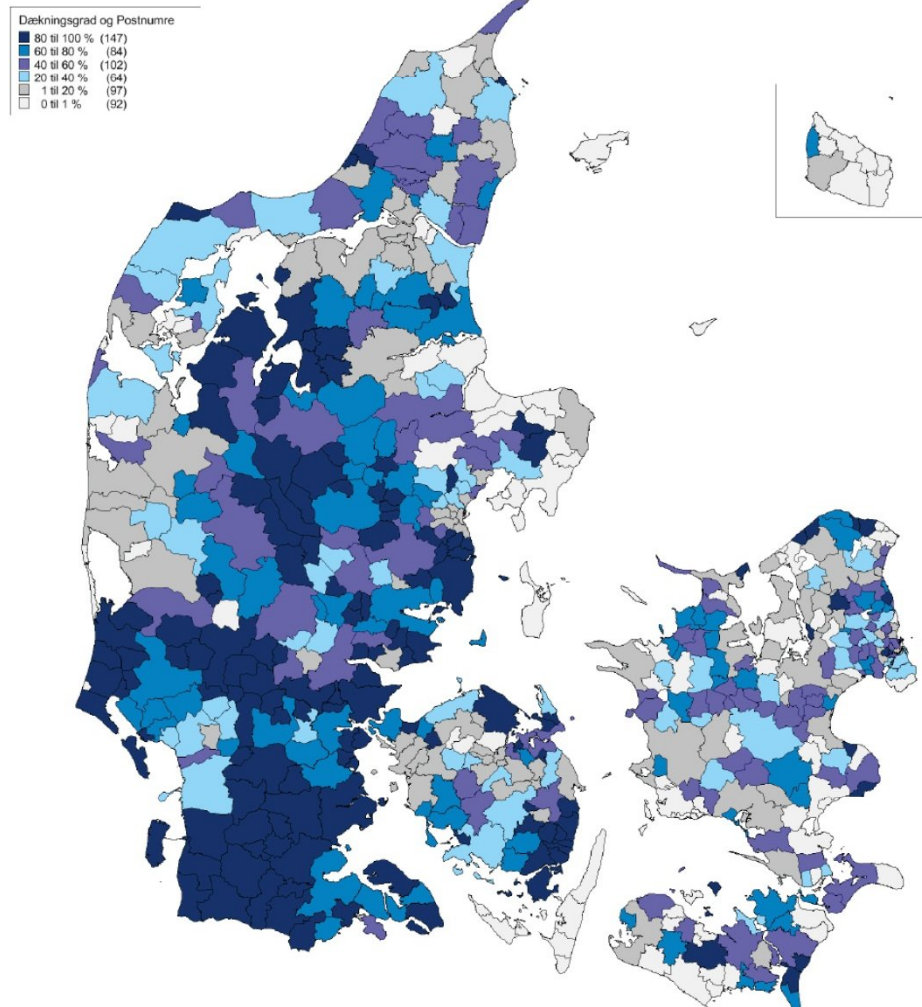 Dækningsgrad og Postnumre
80 til 100 % (147)
60 til 80 % (84)
40 til 60 % (102)
20 til 40 % (64)
1 til 20 % (97)
0 til 1 % (92)